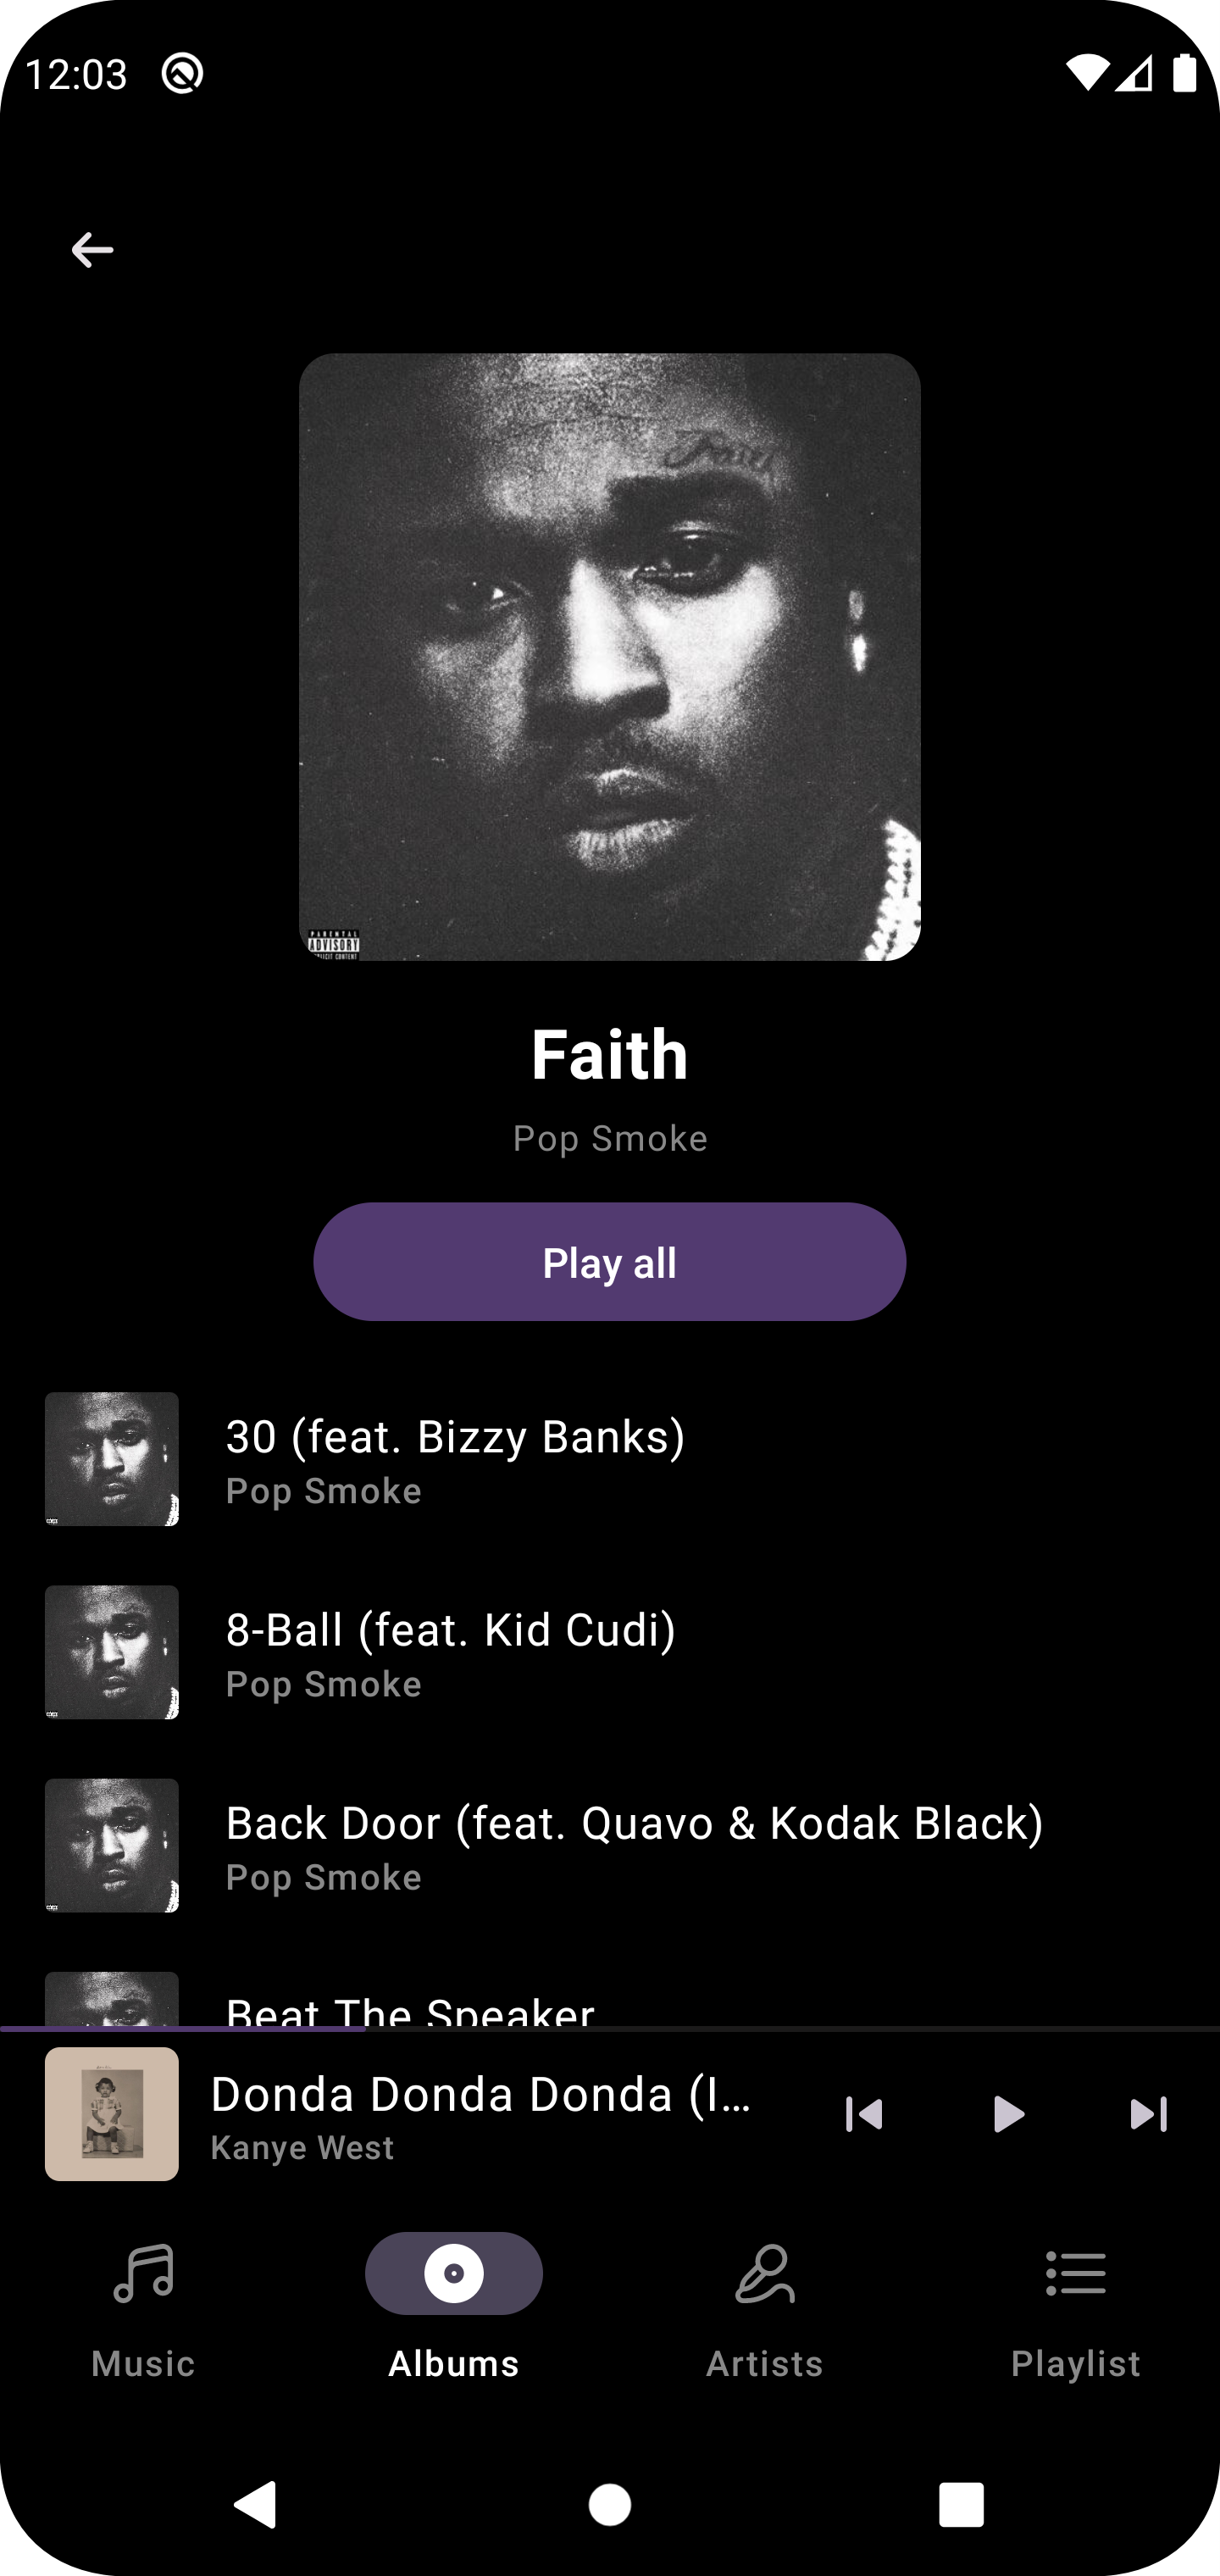 12:03
PARENTAL
ADVISORY
Faith
Pop Smoke
Play all
30 (feat. Bizzy Banks)
Pop Smoke
8-Ball (feat. Kid Cudi)
Pop Smoke
Back Door (feat. Quavo & Kodak Black)
Pop Smoke
Beat The Speaker
Donda Donda Donda (I...
Kanye West
Music
Albums
Artists
Playlist